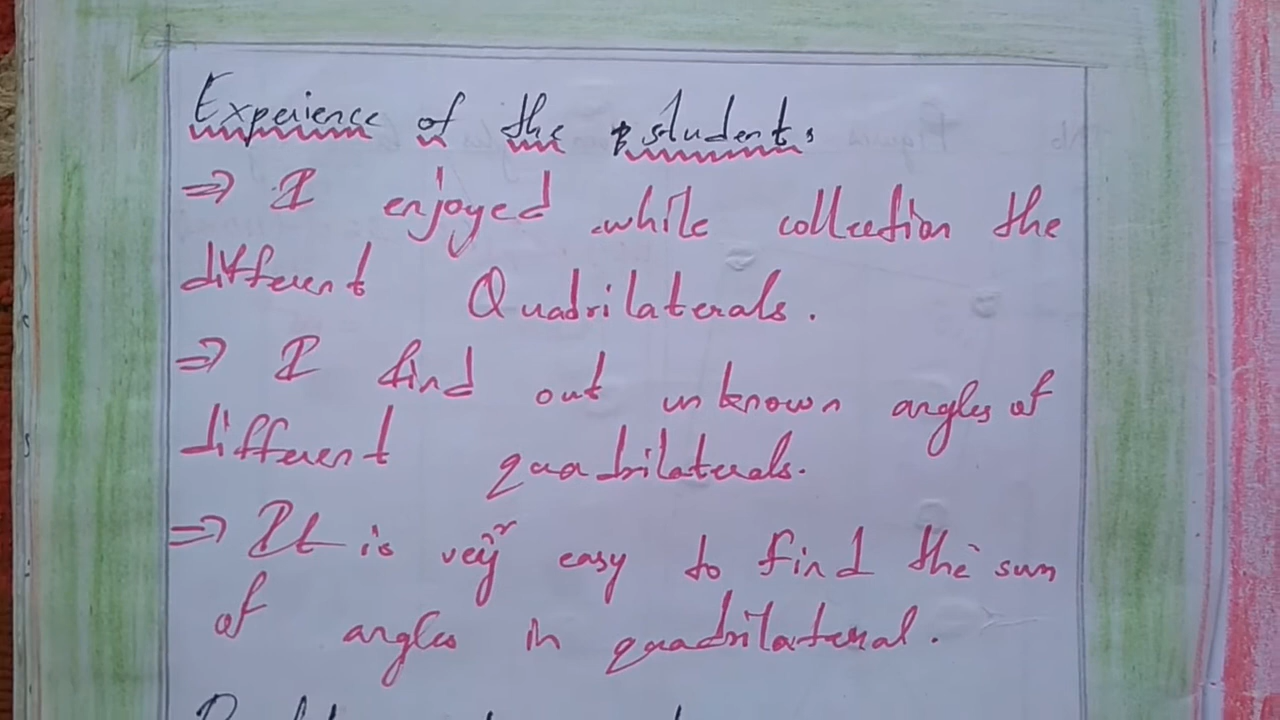 Experience of the students
⇒ I enjoyed while collection the
different Quadrilaterals.
⇒ I find out unknown angles of
different quadrilaterals.
⇒ It is very easy to find the sum
of angles in quadrilateral.